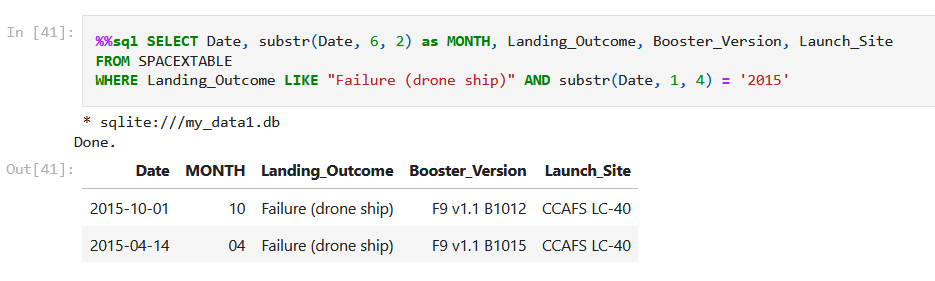 In [41]:
%%sql SELECT Date, substr(Date, 6, 2) as MONTH, Landing_Outcome, Booster_Version, Launch_Site
FROM SPACEXTABLE
WHERE Landing_Outcome LIKE "Failure (drone ship)" AND substr(Date, 1, 4) = '2015'
* sqlite:///my_data1.db
Done.
Out[41]:
Date MONTH Landing_Outcome Booster_Version Launch_Site
2015-10-01 10 Failure (drone ship) F9 v1.1 B1012 CCAFS LC-40
2015-04-14 04 Failure (drone ship) F9 v1.1 B1015 CCAFS LC-40